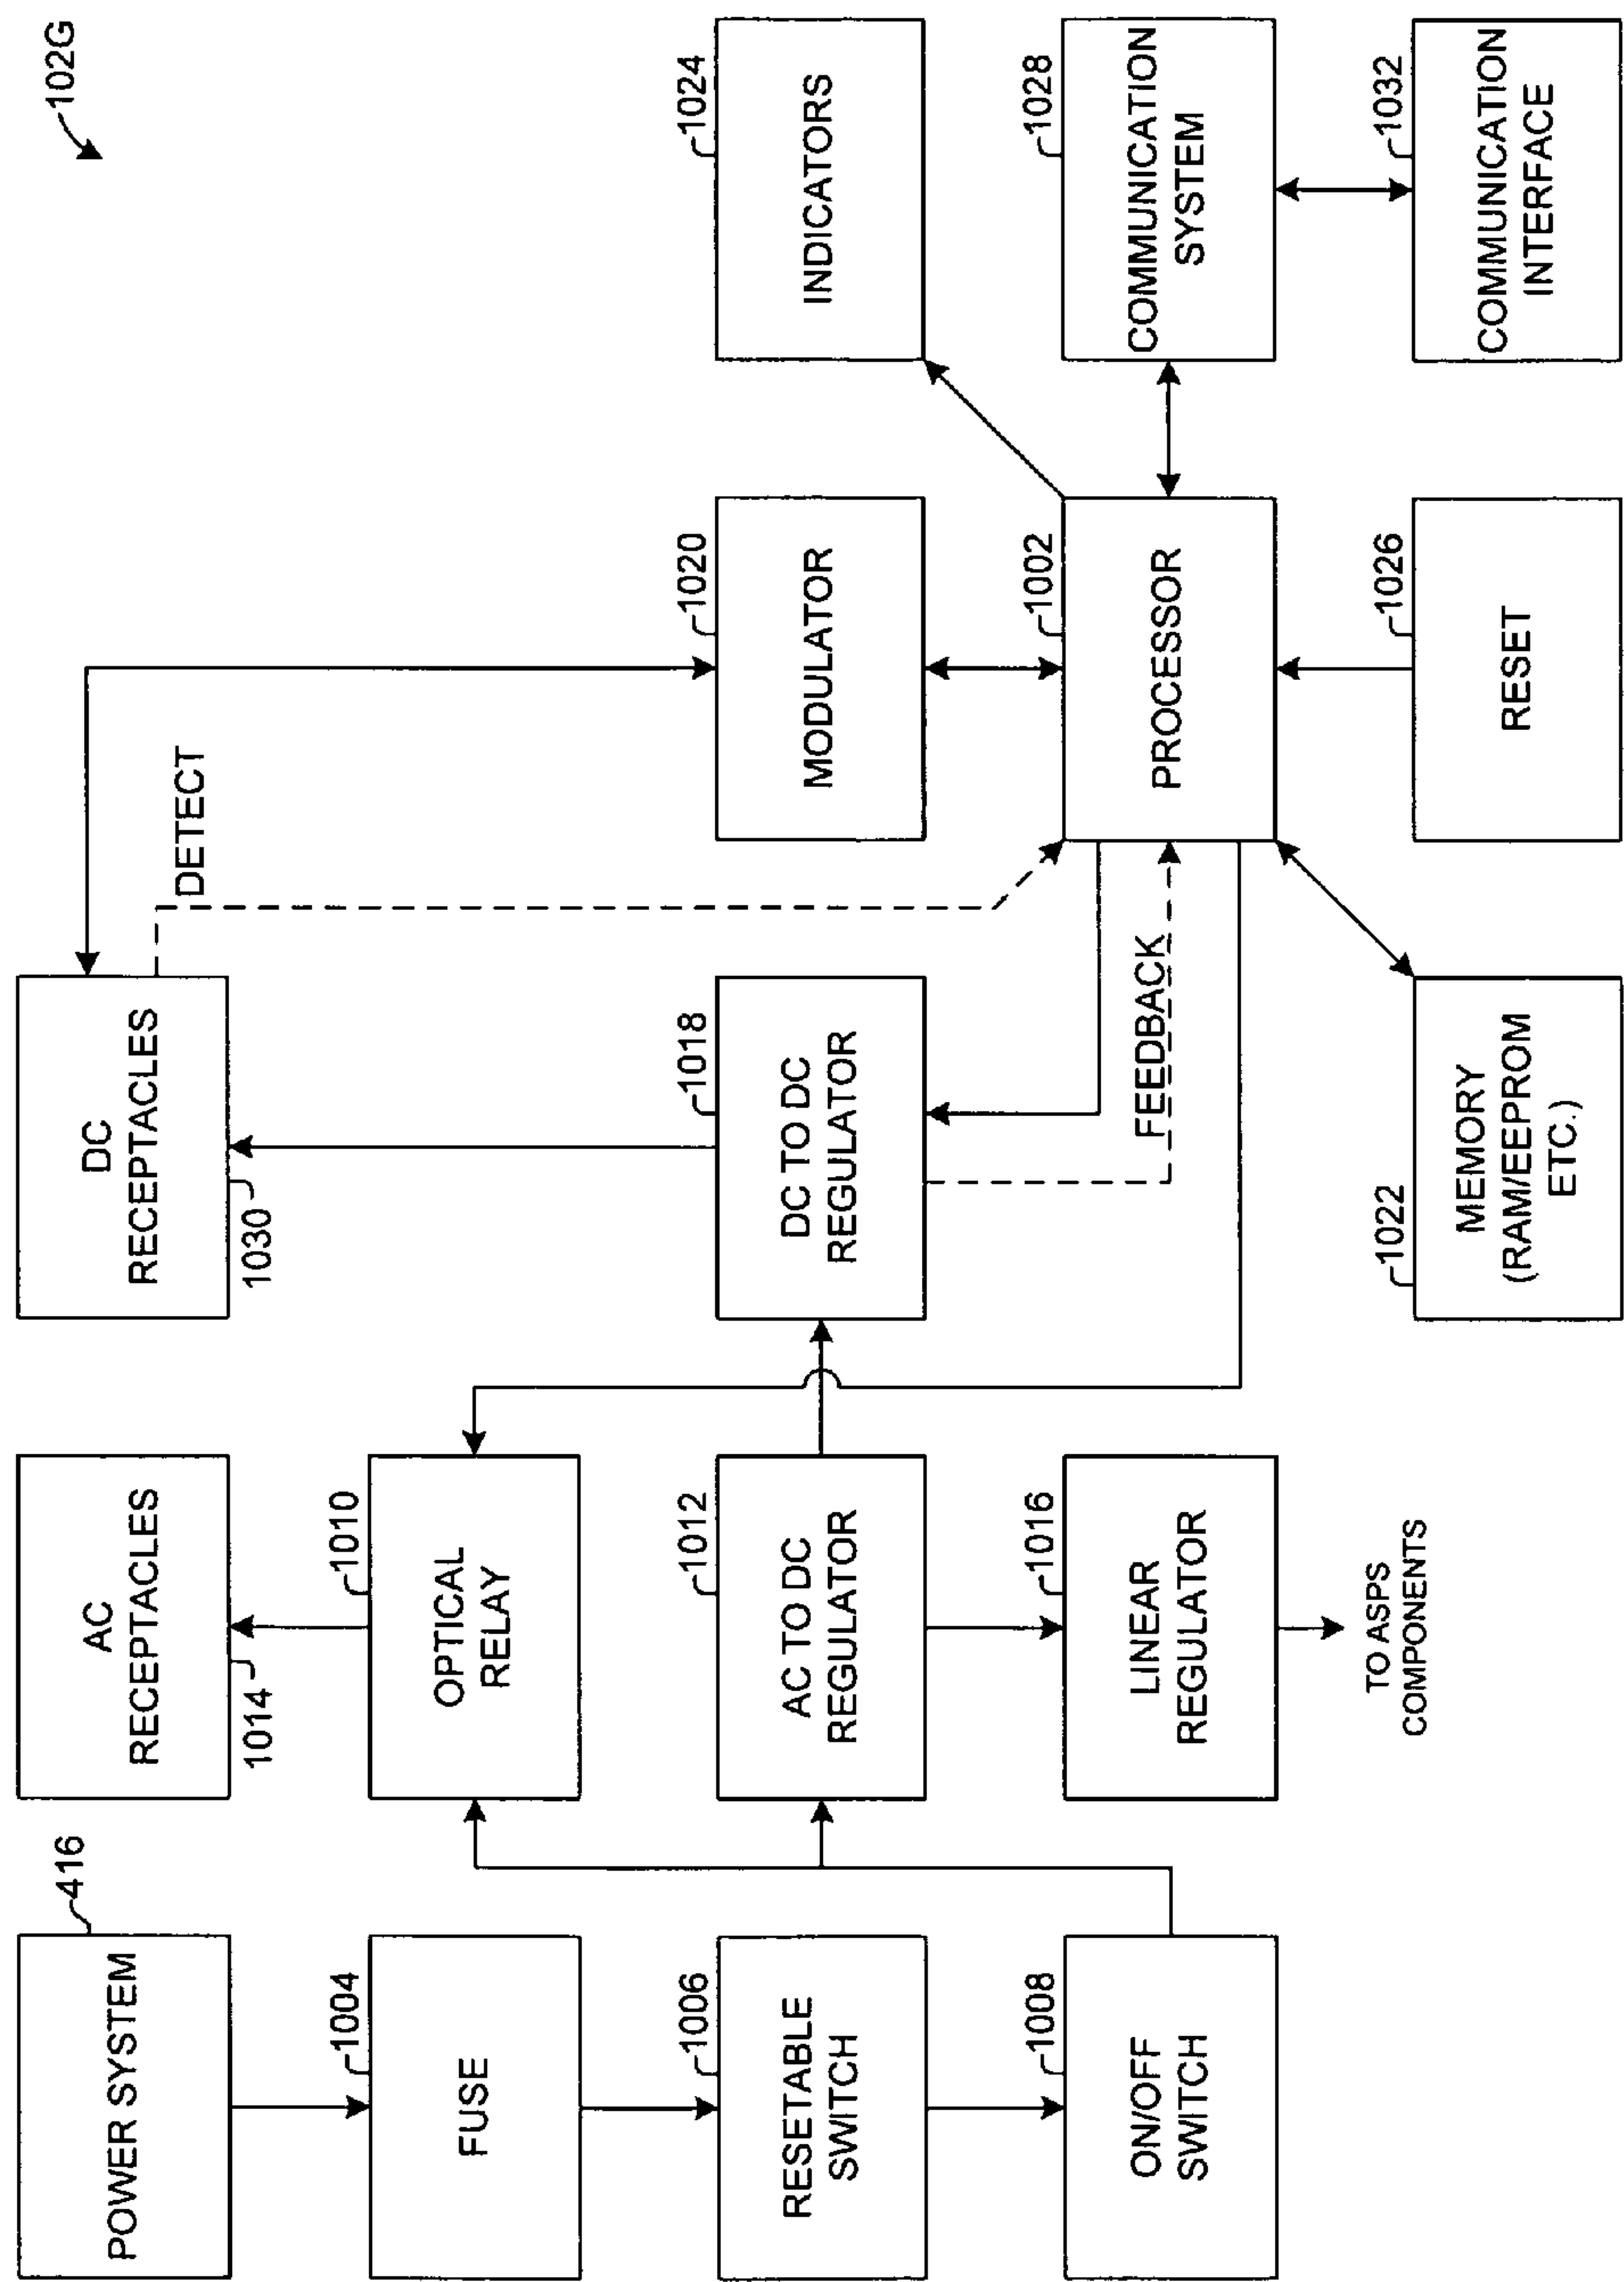 102G
POWER SYSTEM
416
FUSE
1004
RESETABLE
SWITCH
1006
ON/OFF
SWITCH
1008
AC
RECEPTACLES
1014
OPTICAL
RELAY
1010
AC TO DC
REGULATOR
1012
LINEAR
REGULATOR
1016
TO ASPS
COMPONENTS
DC
RECEPTACLES
1030
DETECT
DC TO DC
REGULATOR
1018
FEEDBACK
MEMORY
(RAM/EEPROM
ETC.)
1022
MODULATOR
1020
PROCESSOR
1002
RESET
1026
INDICATORS
1024
COMMUNICATION
SYSTEM
1028
COMMUNICATION
INTERFACE
1032